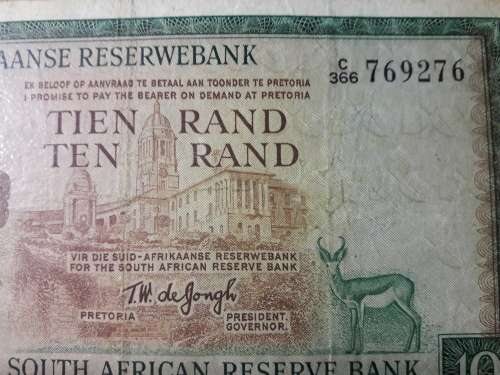 AANSE RESERWEBANK
C/366 769276
EK BELOOF OP AANVRAAG TE BETAAL AAN TOONDER TE PRETORIA
I PROMISE TO PAY THE BEARER ON DEMAND AT PRETORIA
TIEN RAND
TEN RAND
VIR DIE SUID-AFRIKAANSE RESERWEBANK
FOR THE SOUTH AFRICAN RESERVE BANK
T.W. de Jongh
PRETORIA PRESIDENT.
GOVERNOR.
SOUTH AFRICAN RESERVE BANK
10